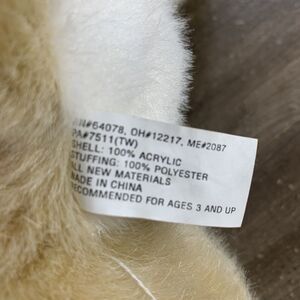 RN#64078, OH#12217, ME#2087
PA#7511(TW)
SHELL: 100% ACRYLIC
STUFFING: 100% POLYESTER
ALL NEW MATERIALS
MADE IN CHINA
RECOMMENDED FOR AGES 3 AND UP